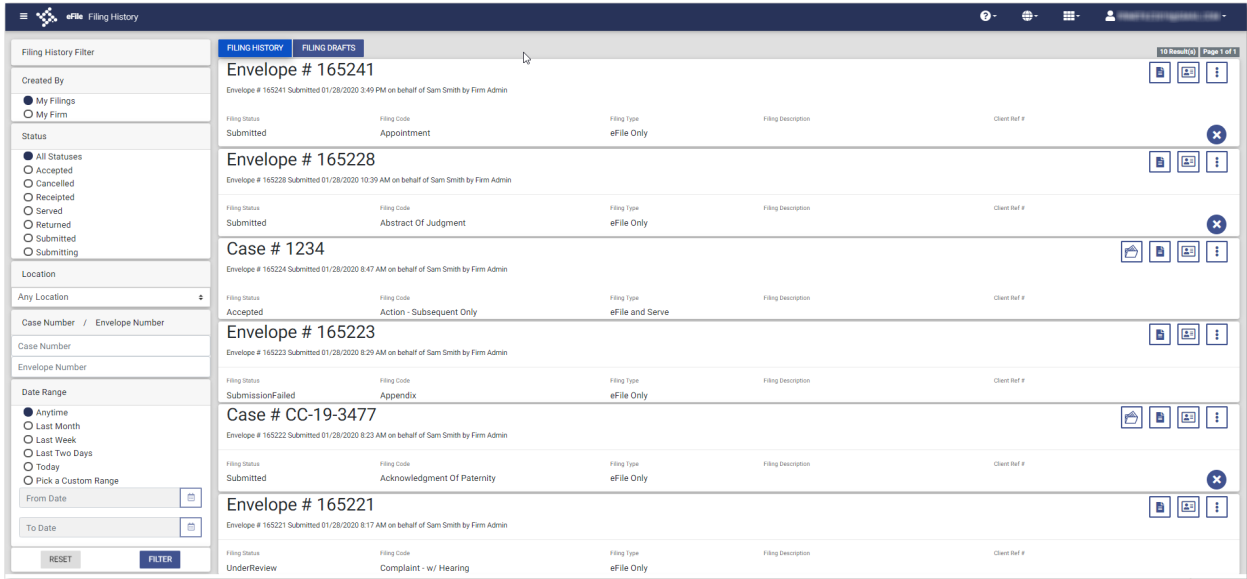 eFile Filing History
Filing History Filter
Created By
My Filings
My Firm
Status
All Statuses
Accepted
Cancelled
Receipted
Served
Returned
Submitted
Submitting
Location
Any Location
Case Number / Envelope Number
Case Number
Envelope Number
Date Range
Anytime
Last Month
Last Week
Last Two Days
Today
Pick a Custom Range
From Date
To Date
RESET FILTER
FILING HISTORY FILING DRAFTS
10 Result(s) Page 1 of 1
Envelope # 165241
Envelope # 165241 Submitted 01/28/2020 3:49 PM on behalf of Sam Smith by Firm Admin
Filing Status Filing Code Filing Type Filing Description Client Ref #
Submitted Appointment eFile Only
Envelope # 165228
Envelope # 165228 Submitted 01/28/2020 10:39 AM on behalf of Sam Smith by Firm Admin
Filing Status Filing Code Filing Type Filing Description Client Ref #
Submitted Abstract Of Judgment eFile Only
Case # 1234
Envelope # 165224 Submitted 01/28/2020 8:47 AM on behalf of Sam Smith by Firm Admin
Filing Status Filing Code Filing Type Filing Description Client Ref #
Accepted Action - Subsequent Only eFile and Serve
Envelope # 165223
Envelope # 165223 Submitted 01/28/2020 8:29 AM on behalf of Sam Smith by Firm Admin
Filing Status Filing Code Filing Type Filing Description Client Ref #
SubmissionFailed Appendix eFile Only
Case # CC-19-3477
Envelope # 165222 Submitted 01/28/2020 8:23 AM on behalf of Sam Smith by Firm Admin
Filing Status Filing Code Filing Type Filing Description Client Ref #
Submitted Acknowledgment Of Paternity eFile Only
Envelope # 165221
Envelope # 165221 Submitted 01/28/2020 8:17 AM on behalf of Sam Smith by Firm Admin
Filing Status Filing Code Filing Type Filing Description Client Ref #
UnderReview Complaint - w/ Hearing eFile Only